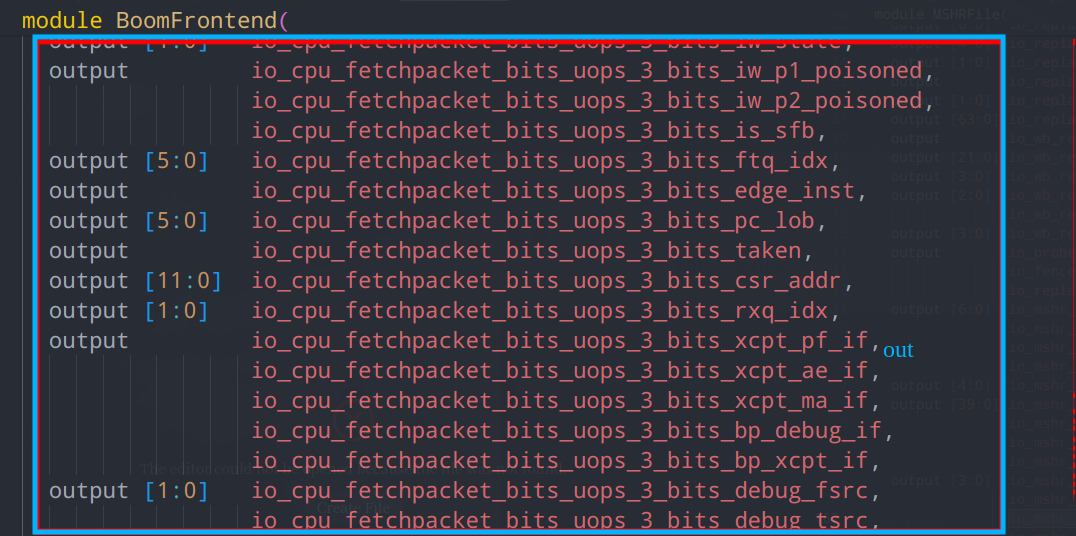 module BoomFrontend(
output [1:0] io_cpu_fetchpacket_bits_uops_3_bits_iw_state,
output io_cpu_fetchpacket_bits_uops_3_bits_iw_p1_poisoned,
io_cpu_fetchpacket_bits_uops_3_bits_iw_p2_poisoned,
io_cpu_fetchpacket_bits_uops_3_bits_is_sfb,
output [5:0] io_cpu_fetchpacket_bits_uops_3_bits_ftq_idx,
output io_cpu_fetchpacket_bits_uops_3_bits_edge_inst,
output [5:0] io_cpu_fetchpacket_bits_uops_3_bits_pc_lob,
output io_cpu_fetchpacket_bits_uops_3_bits_taken,
output [11:0] io_cpu_fetchpacket_bits_uops_3_bits_csr_addr,
output [1:0] io_cpu_fetchpacket_bits_uops_3_bits_rxq_idx,
output io_cpu_fetchpacket_bits_uops_3_bits_xcpt_pf_if,
out
io_cpu_fetchpacket_bits_uops_3_bits_xcpt_ae_if,
io_cpu_fetchpacket_bits_uops_3_bits_xcpt_ma_if,
io_cpu_fetchpacket_bits_uops_3_bits_bp_debug_if,
io_cpu_fetchpacket_bits_uops_3_bits_bp_xcpt_if,
output [1:0] io_cpu_fetchpacket_bits_uops_3_bits_debug_fsrc,
io_cpu_fetchpacket_bits_uops_3_bits_debug_tsrc,